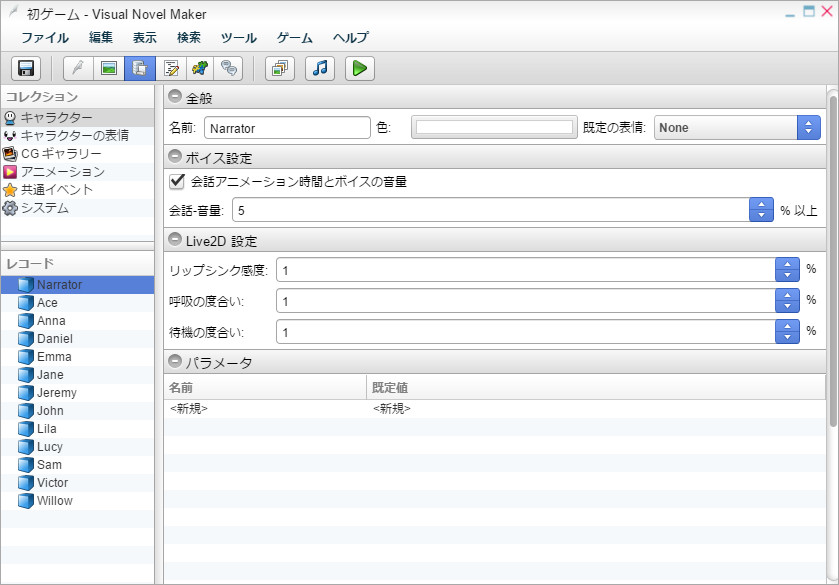 初ゲーム - Visual Novel Maker
ファイル 編集 表示 検索 ツール ゲーム ヘルプ
コレクション
キャラクター
キャラクターの表情
CGギャラリー
アニメーション
共通イベント
システム
レコード
Narrator
Ace
Anna
Daniel
Emma
Jane
Jeremy
John
Lila
Lucy
Sam
Victor
Willow
全般
名前: Narrator 色: 既定の表情: None
ボイス設定
会話アニメーション時間とボイスの音量
会話-音量: 5 % 以上
Live2D 設定
リップシンク感度: 1 %
呼吸の度合い: 1 %
待機の度合い: 1 %
パラメータ
名前 既定値
<新規> <新規>